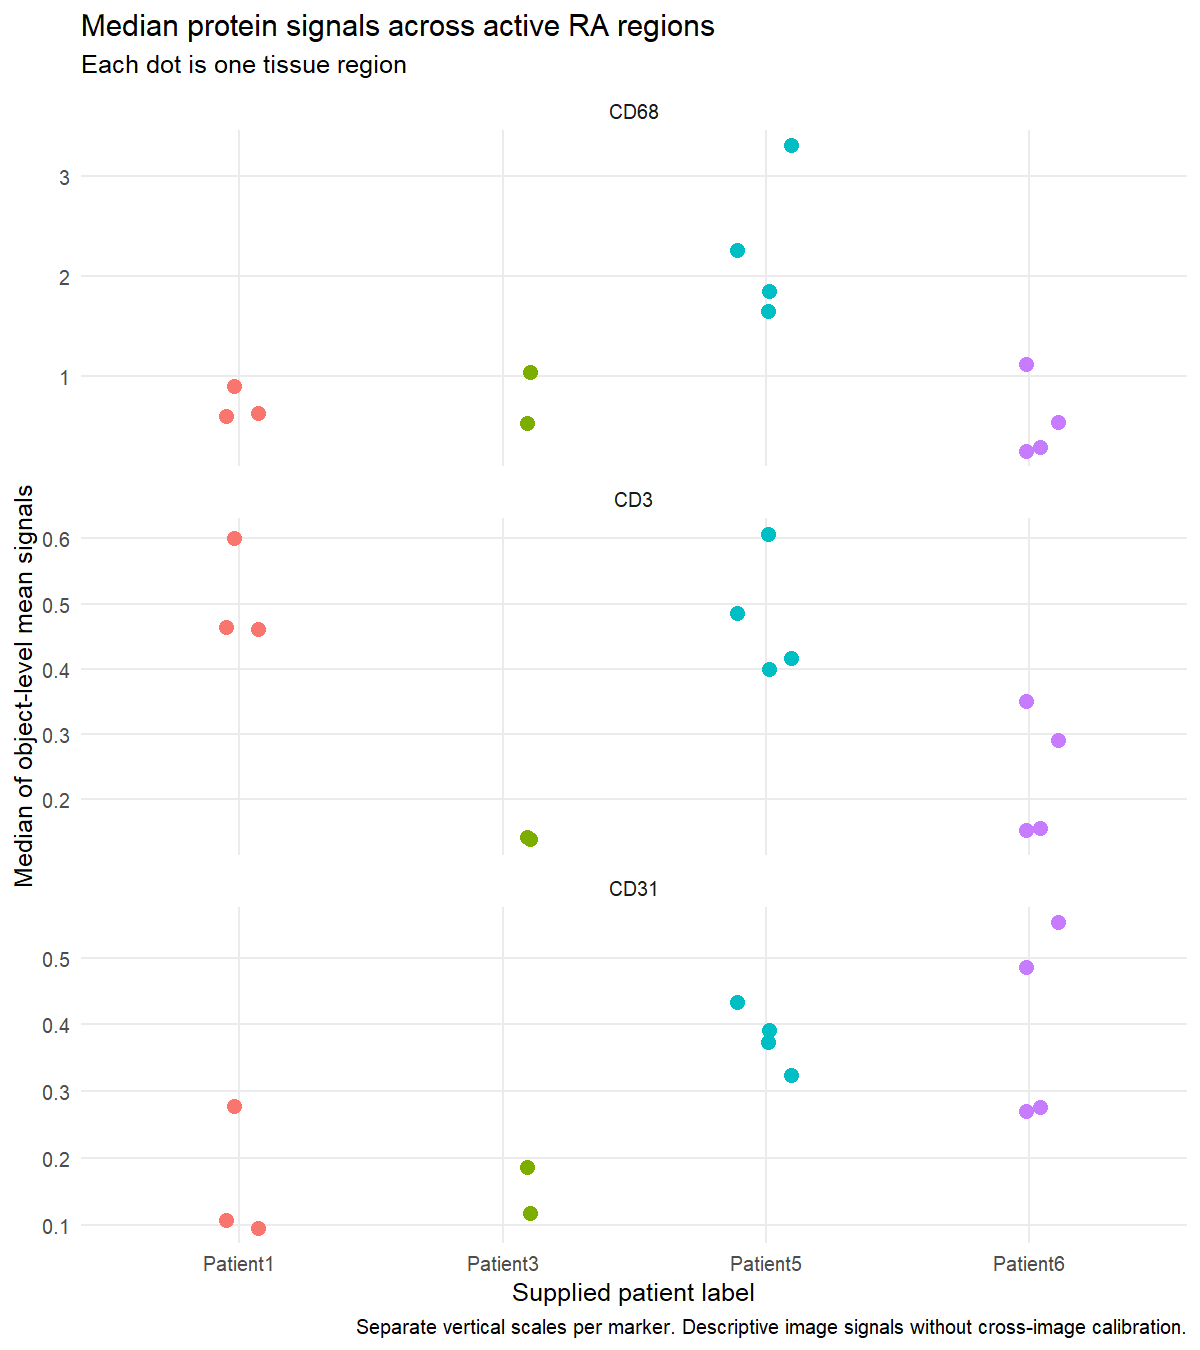 Median protein signals across active RA regions
Each dot is one tissue region
CD68
3
2
1
CD3
0.6
0.5
0.4
0.3
0.2
CD31
0.5
0.4
0.3
0.2
0.1
Median of object-level mean signals
Patient1 Patient3 Patient5 Patient6
Supplied patient label
Separate vertical scales per marker. Descriptive image signals without cross-image calibration.